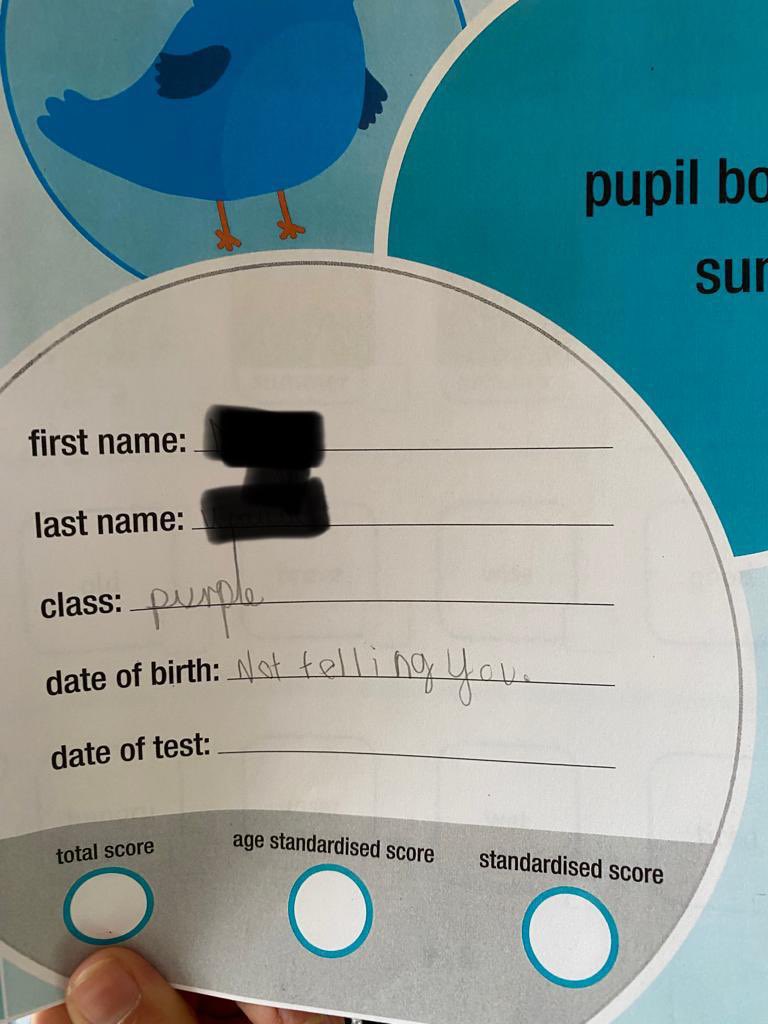 pupil bo
sur
first name:
last name:
class: purple
date of birth: Not telling you.
date of test:
total score
age standardised score
standardised score